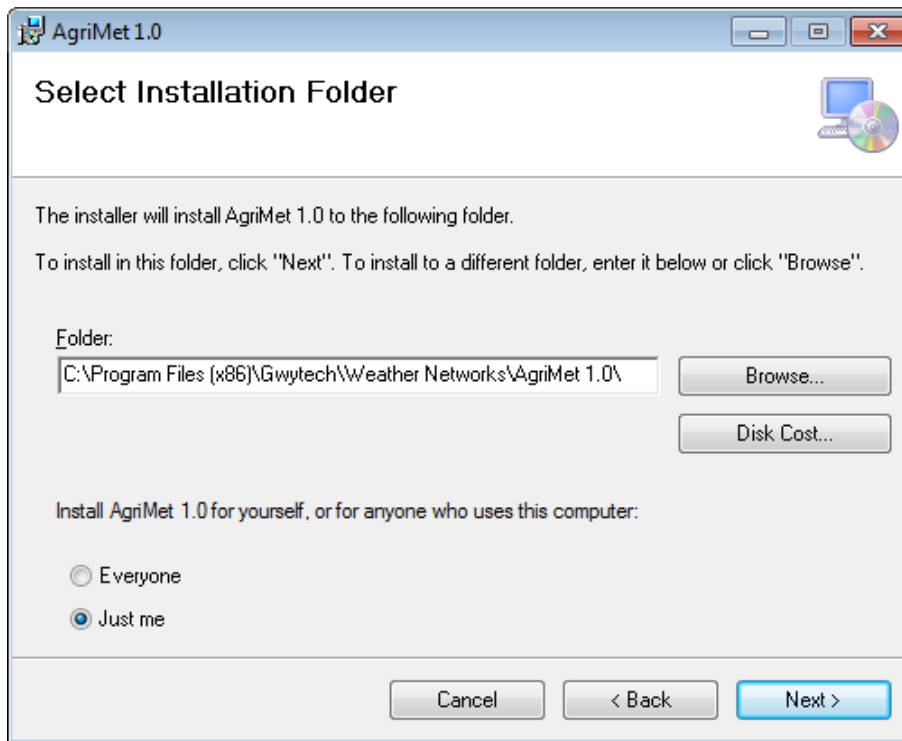 AgriMet 1.0
Select Installation Folder
The installer will install AgriMet 1.0 to the following folder.
To install in this folder, click "Next". To install to a different folder, enter it below or click "Browse".
Folder:
C:\Program Files (x86)\Gwytech\Weather Networks\AgriMet 1.0\
Browse...
Disk Cost...
Install AgriMet 1.0 for yourself, or for anyone who uses this computer:
Everyone
Just me
Cancel
< Back
Next >